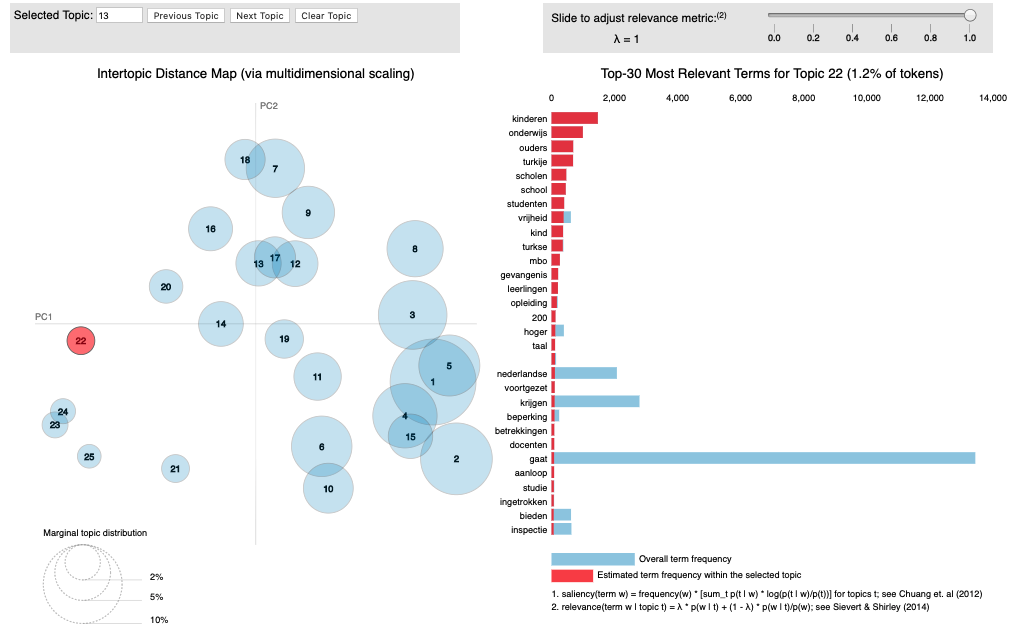 Selected Topic: 13 Previous Topic Next Topic Clear Topic
Slide to adjust relevance metric:(2)
λ = 1
0.0 0.2 0.4 0.6 0.8 1.0
Intertopic Distance Map (via multidimensional scaling)
PC2
PC1
18
7
9
16
8
13
17
12
20
3
14
19
22
5
11
1
24
4
23
15
6
25
2
21
10
Marginal topic distribution
2%
5%
10%
Top-30 Most Relevant Terms for Topic 22 (1.2% of tokens)
0 2,000 4,000 6,000 8,000 10,000 12,000 14,000
kinderen
onderwijs
ouders
turkije
scholen
school
studenten
vrijheid
kind
turkse
mbo
gevangenis
leerlingen
opleiding
200
hoger
taal
nederlandse
voortgezet
krijgen
beperking
betrekkingen
docenten
gaat
aanloop
studie
ingetrokken
bieden
inspectie
Overall term frequency
Estimated term frequency within the selected topic
1. saliency(term w) = frequency(w) * [sum_t p(t | w) * log(p(t | w)/p(t))] for topics t; see Chuang et. al (2012)
2. relevance(term w | topic t) = λ * p(w | t) + (1 - λ) * p(w | t)/p(w); see Sievert & Shirley (2014)